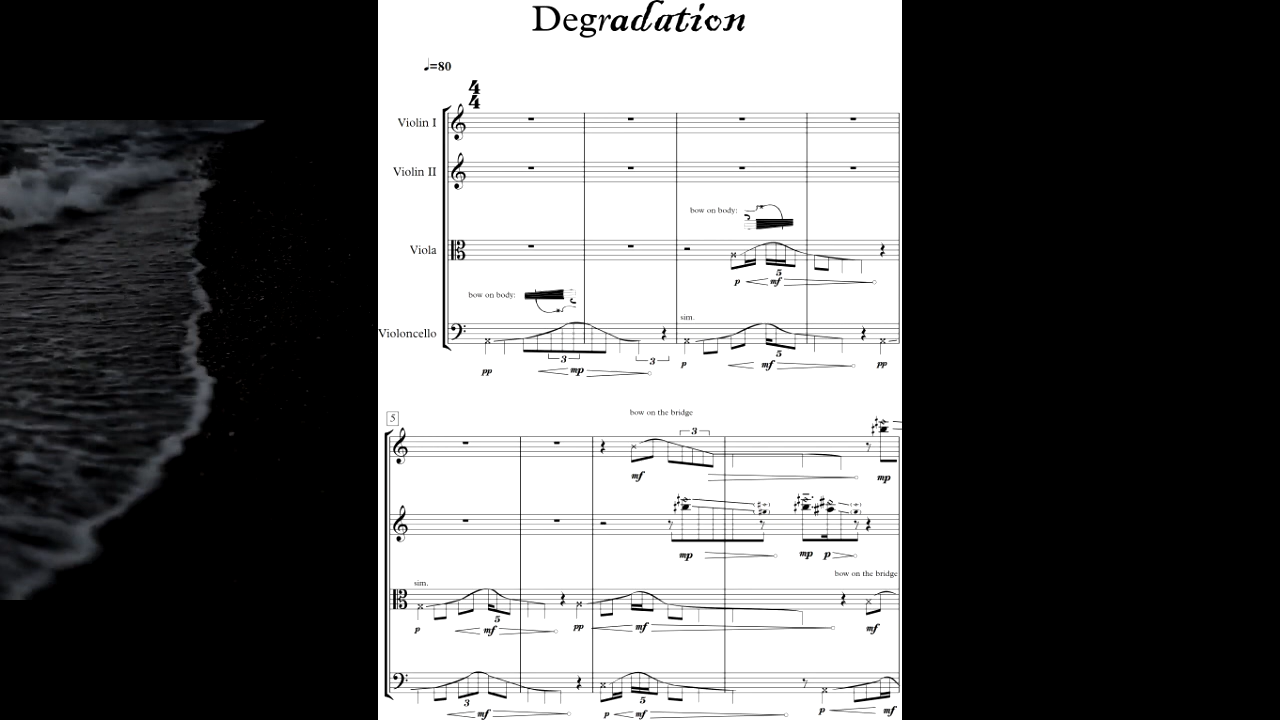 Degradation
♩=80
4
4
Violin I
Violin II
bow on body:
Viola
5
p mf
bow on body:
sim.
Violoncello
3 3 5
pp mp p mf pp
5
bow on the bridge
3
mf mp
mp mp p
bow on the bridge
sim.
5
p mf pp mf mf
3 5
mf p mf p mf